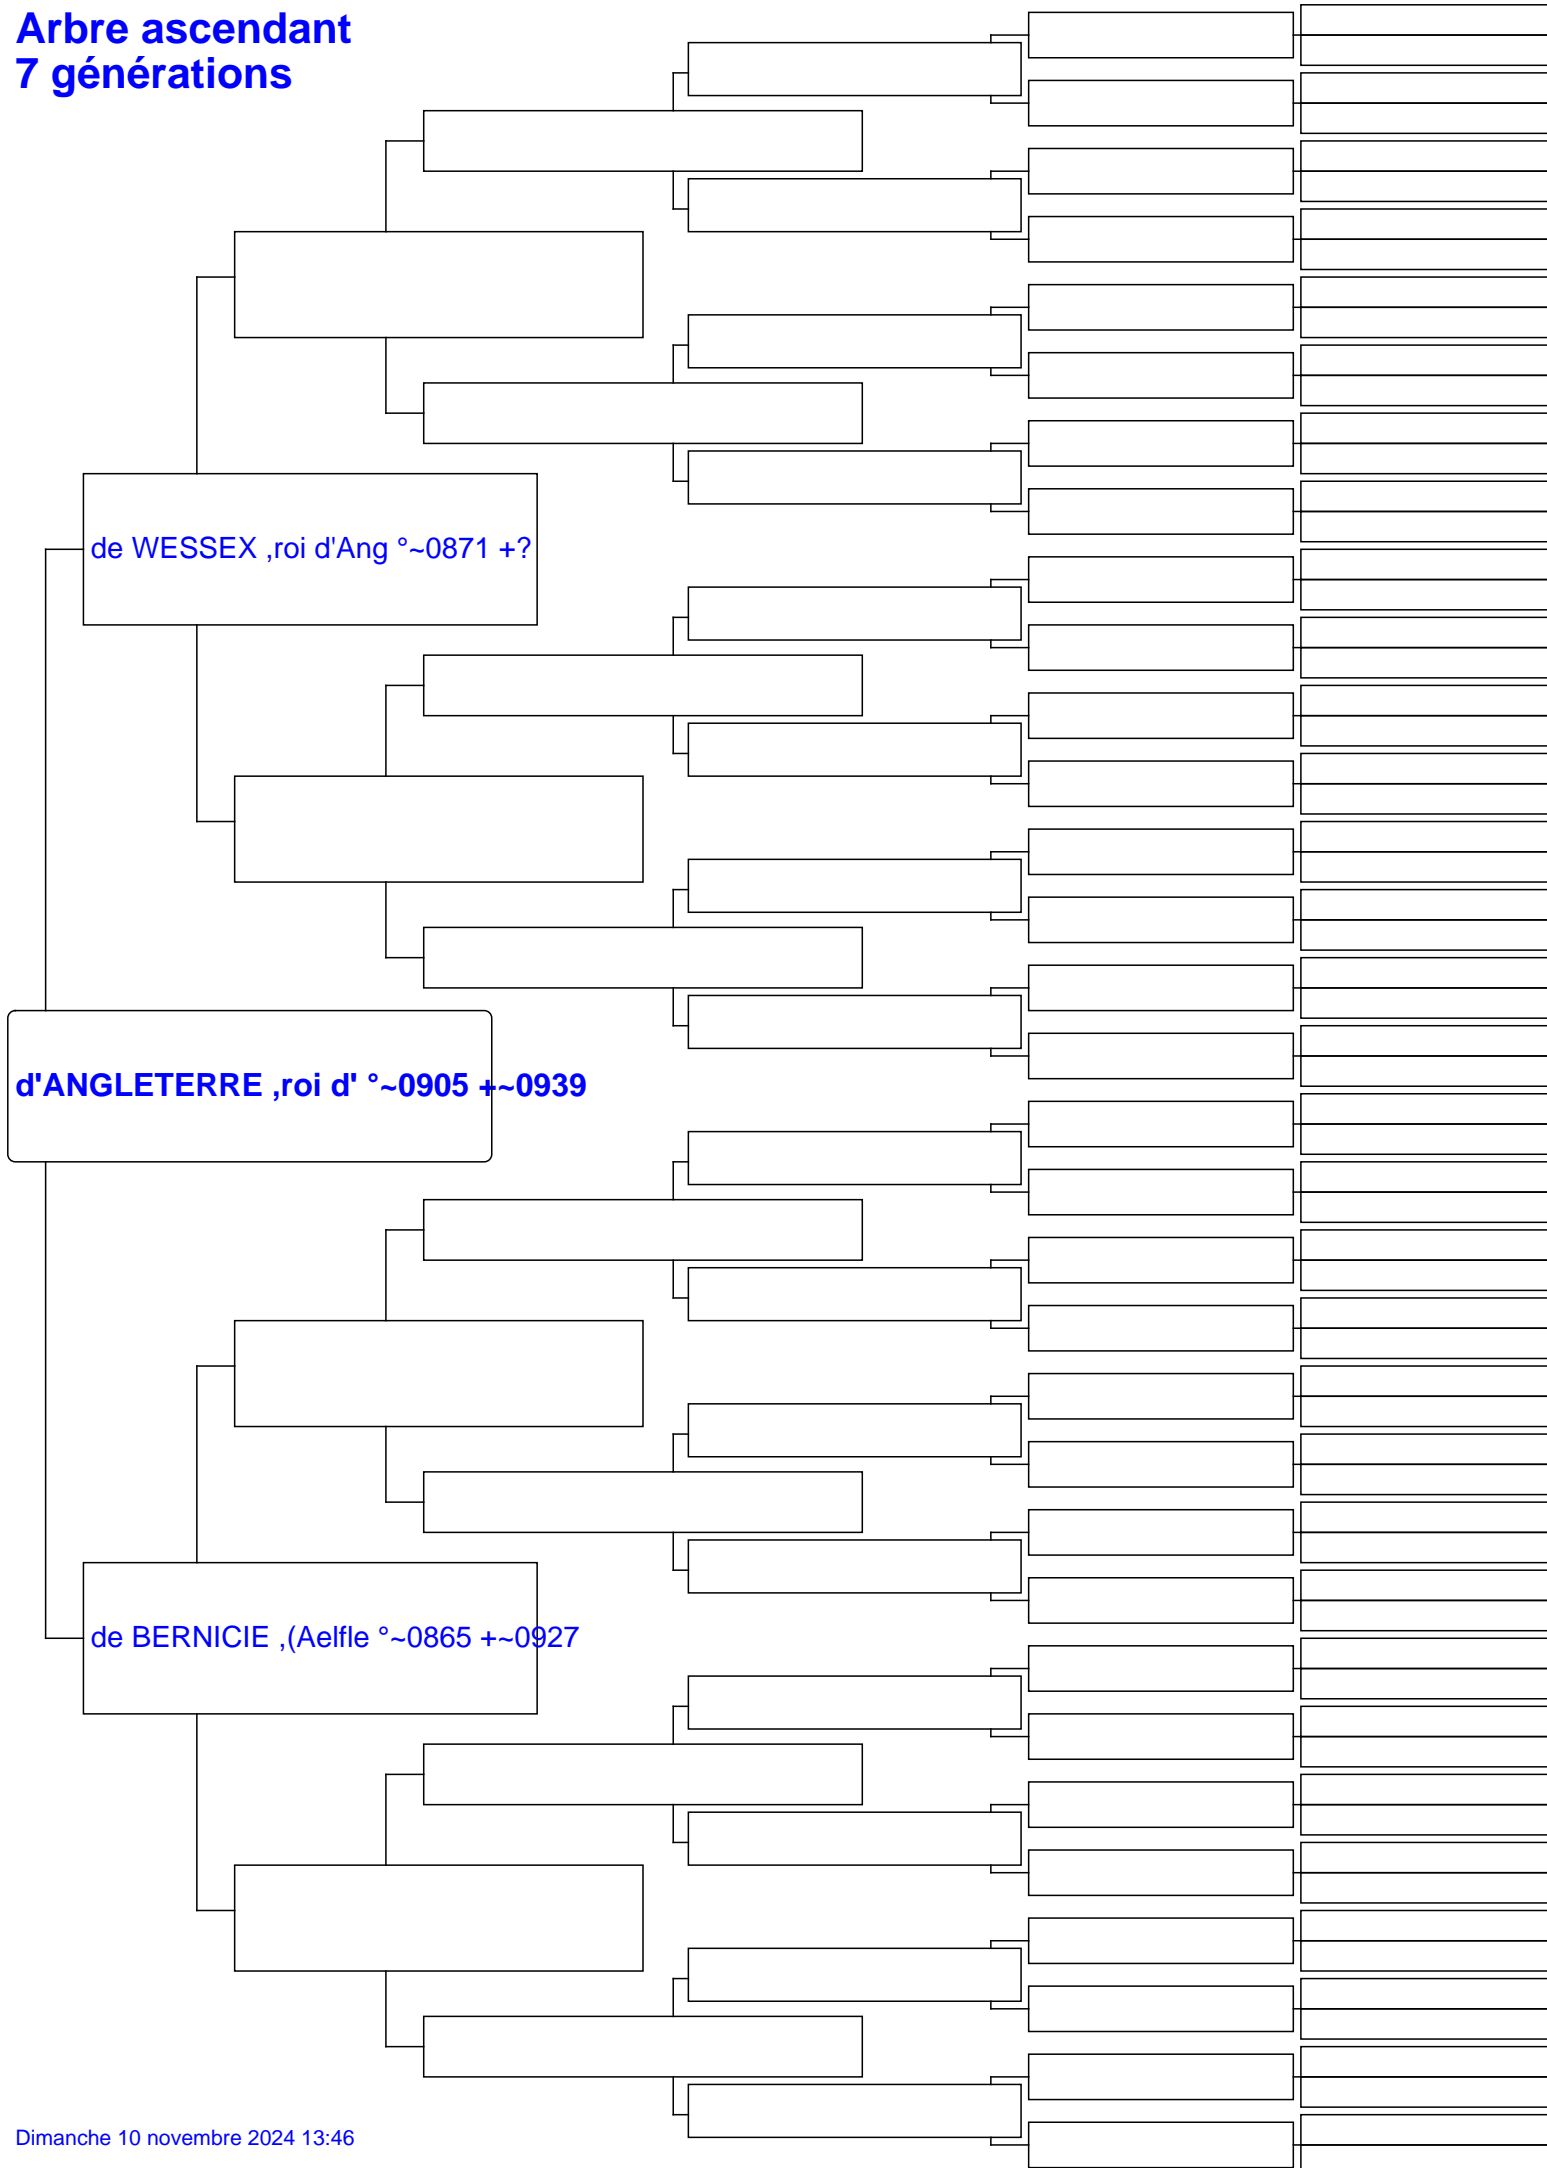 Arbre ascendant
7 générations
de WESSEX ,roi d'Ang °~0871 +?
d'ANGLETERRE ,roi d' °~0905 +~0939
de BERNICIE ,(Aelfle °~0865 +~0927
Dimanche 10 novembre 2024 13:46